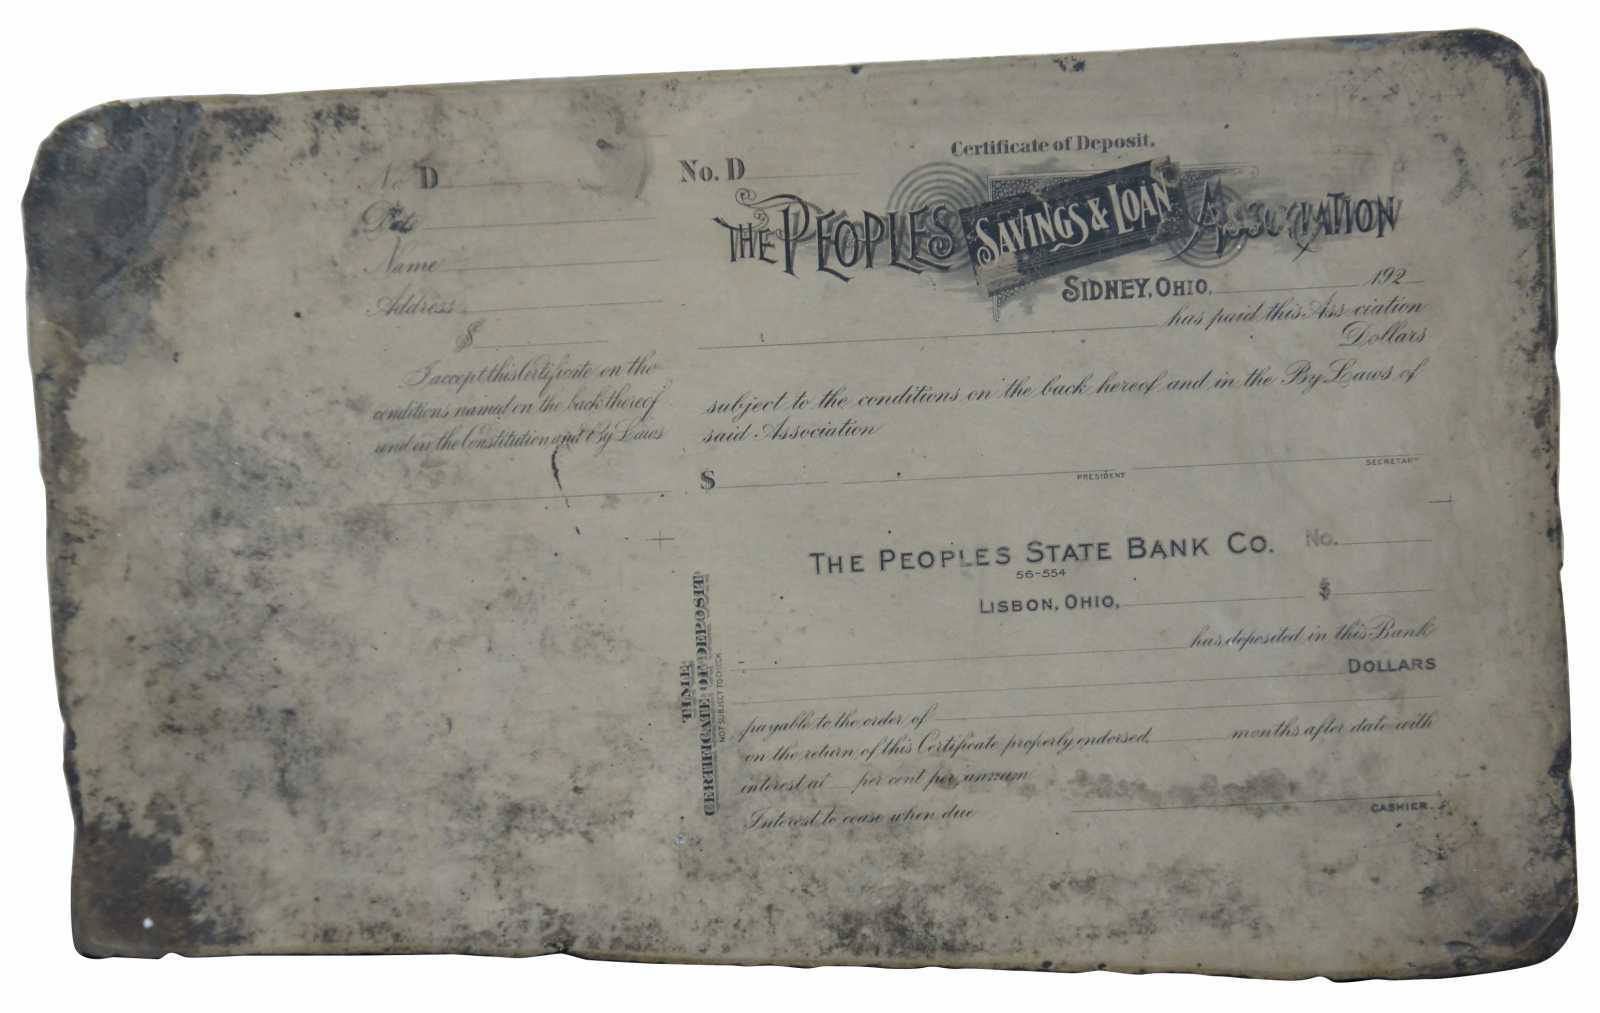 No D
Date
Name
Address
$
I accept this Certificate on the
conditions named on the back thereof
and on the Constitution and By Laws
No. D
Certificate of Deposit.
THE PEOPLES SAVINGS & LOAN ASSOCIATION
SIDNEY, OHIO, 192
has paid this Association
Dollars
subject to the conditions on the back hereof and in the By Laws of
said Association
$
PRESIDENT
SECRETARY
THE PEOPLES STATE BANK CO. No.
56-554
LISBON, OHIO, $
has deposited in this Bank
DOLLARS
payable to the order of
on the return of this Certificate properly endorsed, months after date with
interest at per cent per annum
Interest to cease when due
CASHIER.
TIME
CERTIFICATE OF DEPOSIT
NOT SUBJECT TO CHECK